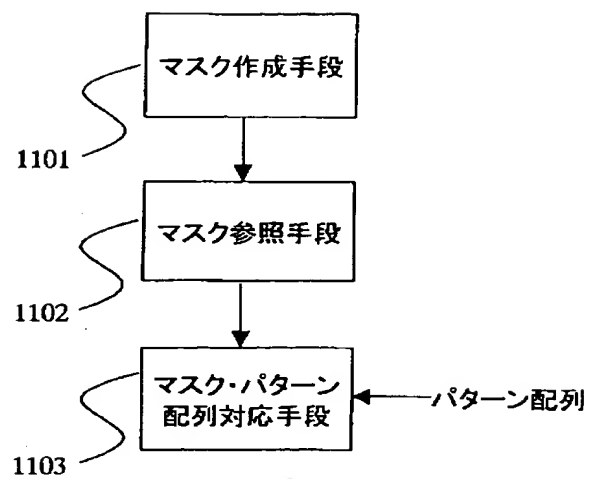 マスク作成手段
1101
マスク参照手段
1102
マスク・パターン
配列対応手段
パターン配列
1103